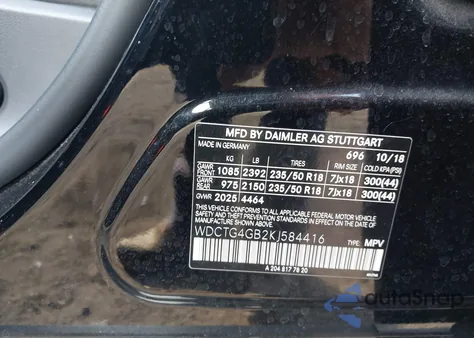 MFD BY DAIMLER AG STUTTGART
MADE IN GERMANY 696 10/18
KG LB TIRES RIM SIZE COLD KPA(PSI)
GAWR FRONT 1085 2392 235/50 R18 7Jx18 300(44)
GAWR REAR 975 2150 235/50 R18 7Jx18 300(44)
GVWR 2025 4464
THIS VEHICLE CONFORMS TO ALL APPLICABLE FEDERAL MOTOR VEHICLE
SAFETY STANDARDS IN EFFECT ON THE DATE OF
MANUFACTURE SHOWN ABOVE.
WDCTG4GB2KJ584416 TYPE: MPV
A 204 817 78 20
autoSnap